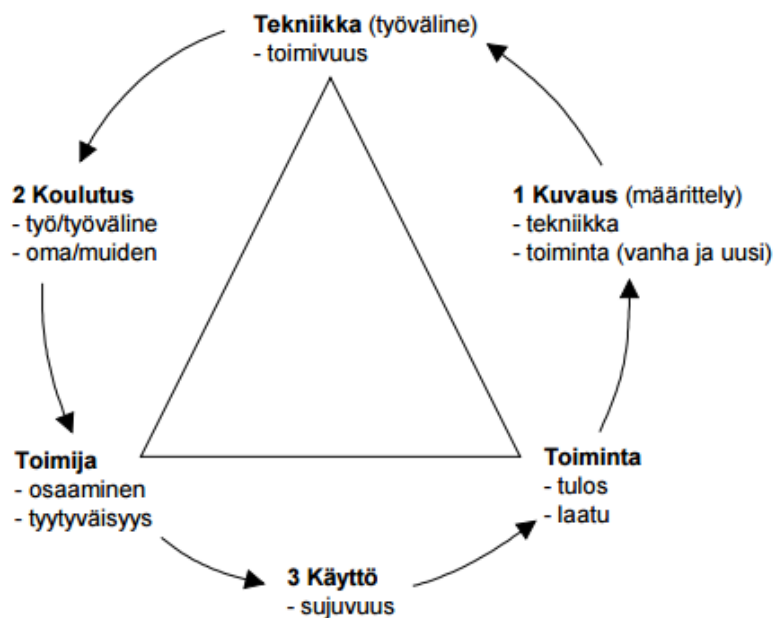 Tekniikka (työväline)
- toimivuus
2 Koulutus
- työ/työväline
- oma/muiden
1 Kuvaus (määrittely)
- tekniikka
- toiminta (vanha ja uusi)
Toimija
- osaaminen
- tyytyväisyys
Toiminta
- tulos
- laatu
3 Käyttö
- sujuvuus